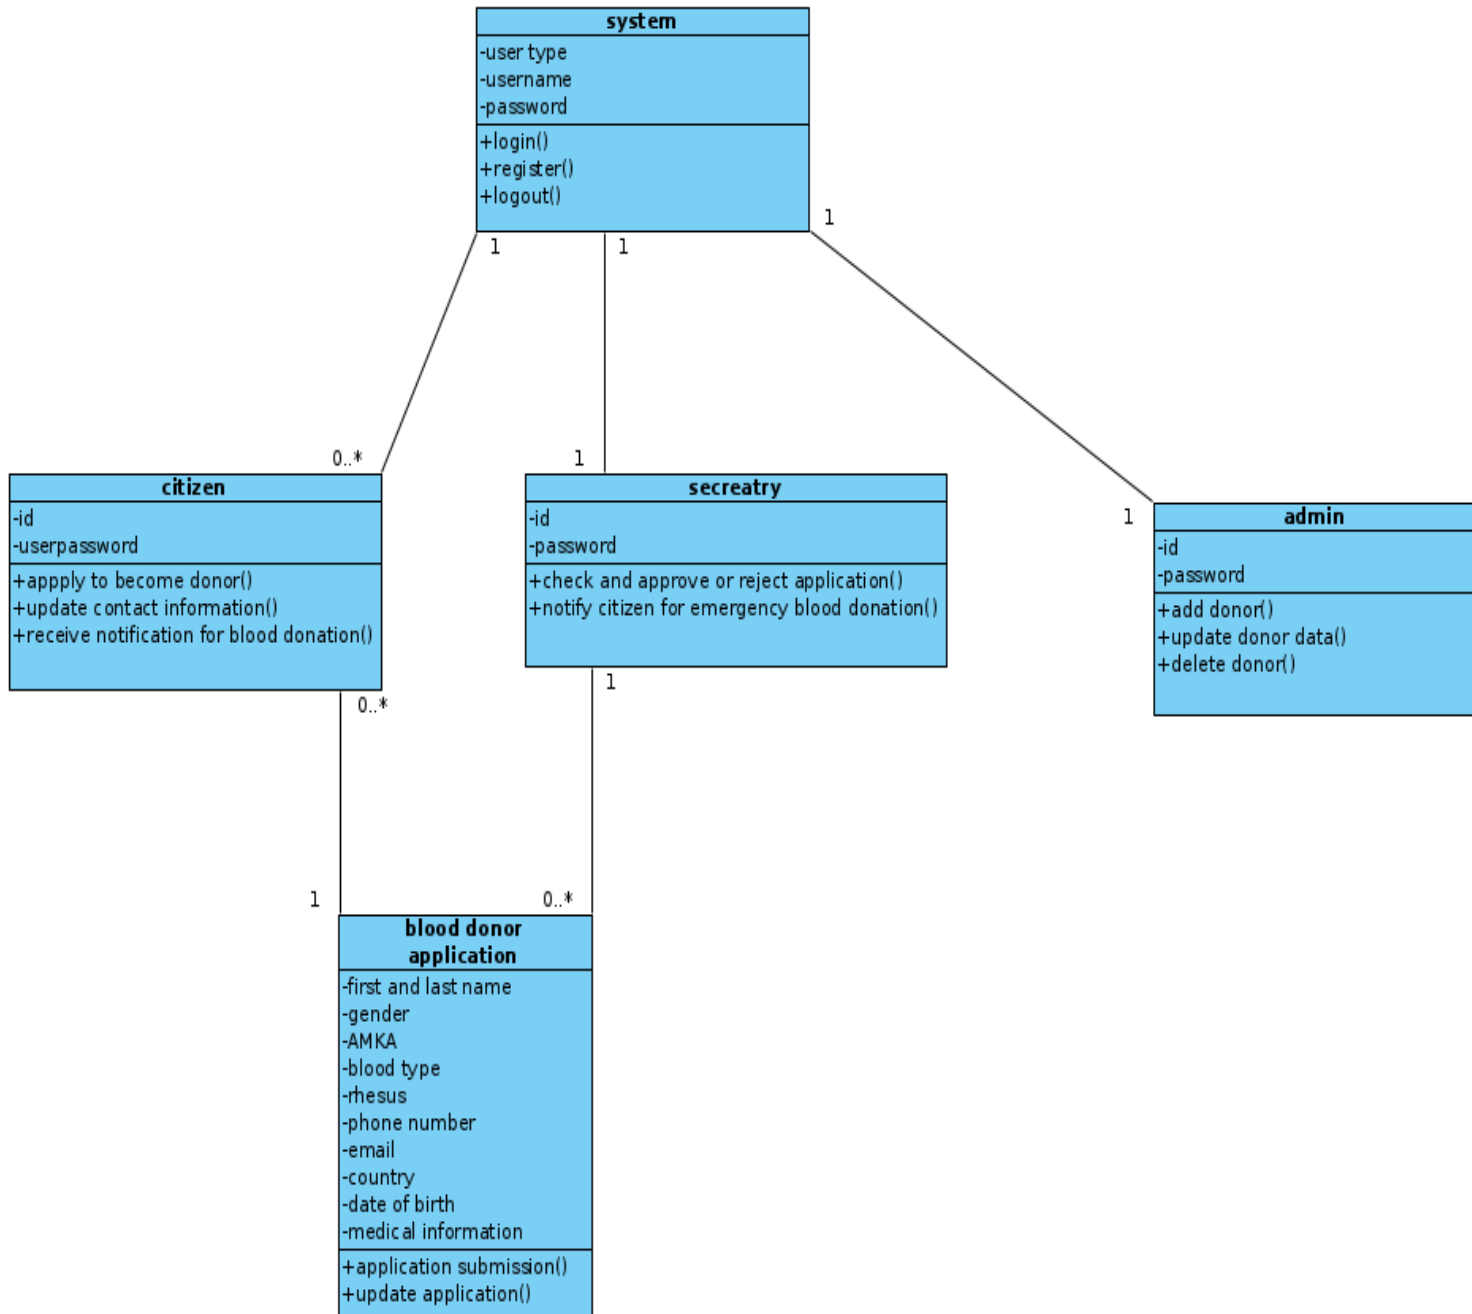 system
-user type
-username
-password
+login()
+register()
+logout()
1
1
1
0..*
1
1
citizen
-id
-userpassword
+appply to become donor()
+update contact information()
+receive notification for blood donation()
secreatry
-id
-password
+check and approve or reject application()
+notify citizen for emergency blood donation()
admin
-id
-password
+add donor()
+update donor data()
+delete donor()
0..*
1
1
0..*
blood donor
application
-first and last name
-gender
-AMKA
-blood type
-rhesus
-phone number
-email
-country
-date of birth
-medical information
+application submission()
+update application()